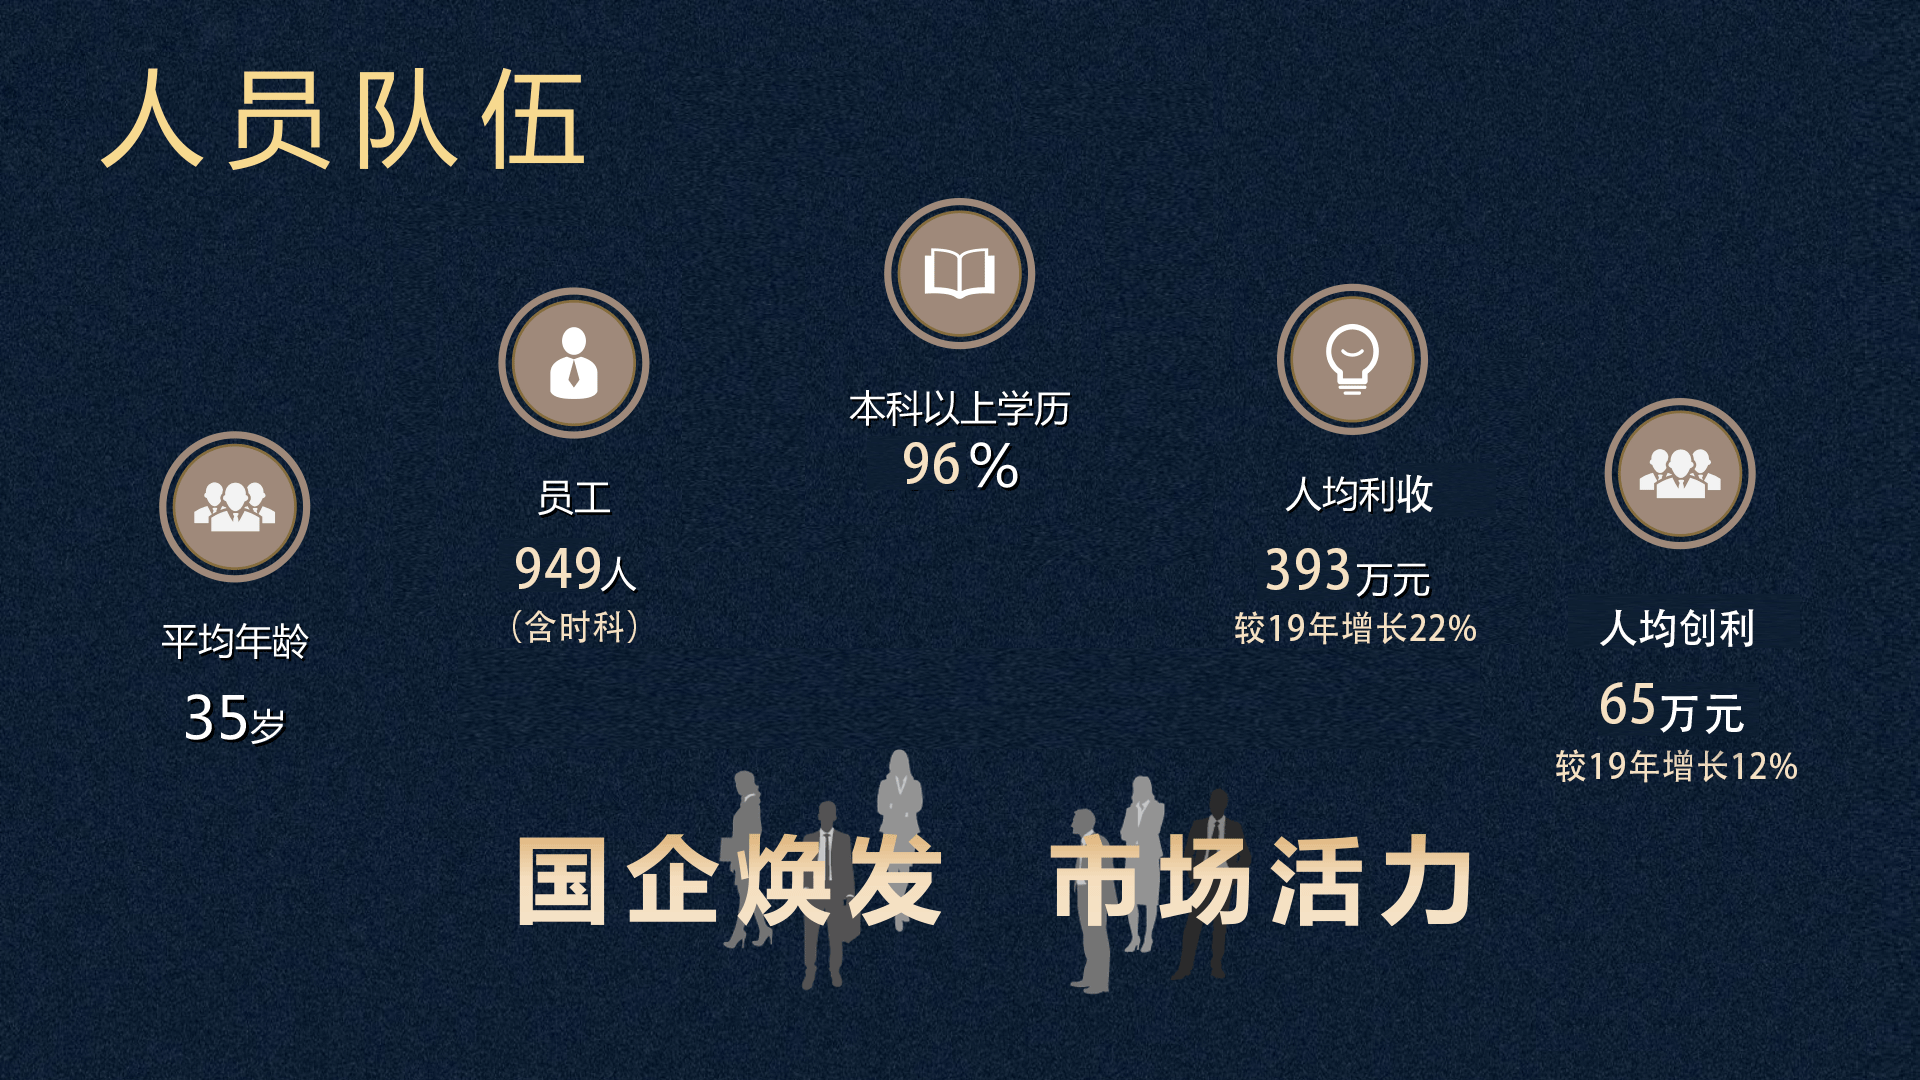 人员队伍
平均年龄
35岁
员工
949人
（含时科）
本科以上学历
96%
人均利收
393万元
较19年增长22%
人均创利
65万元
较19年增长12%
国企焕发 市场活力